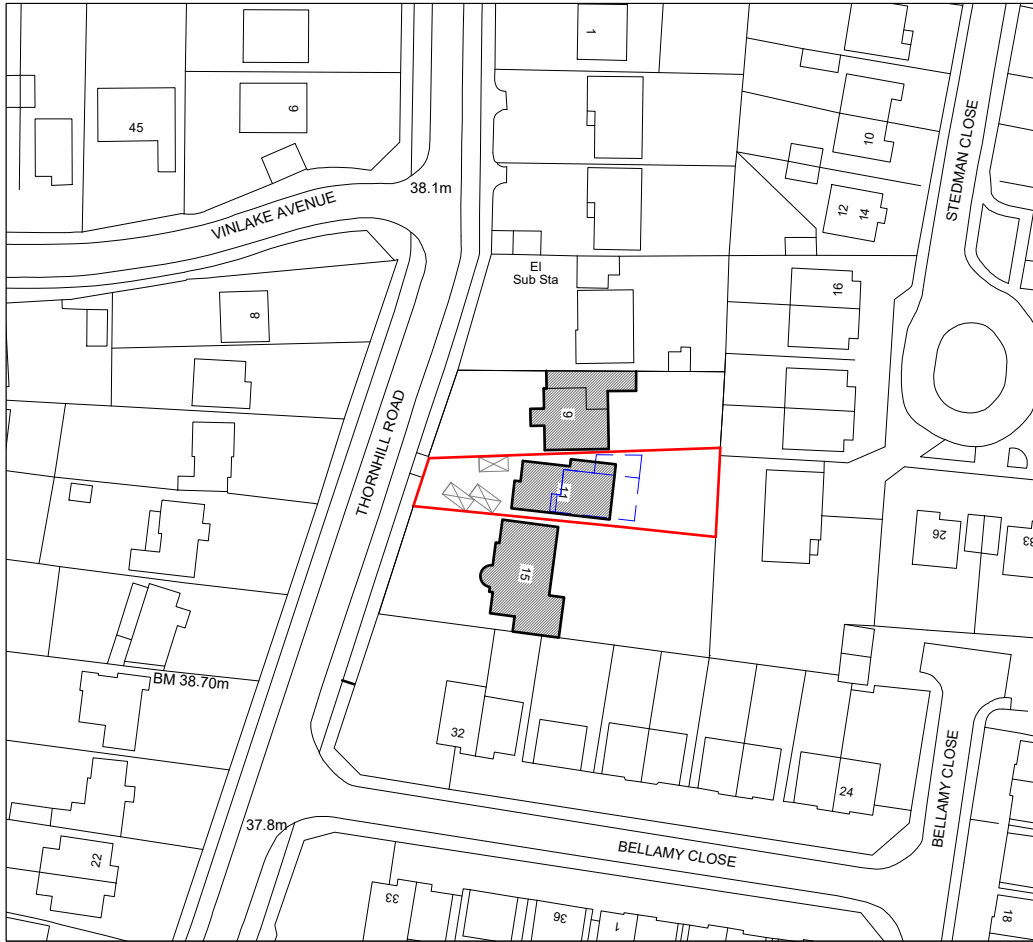 1
45
6
10
STEDMAN CLOSE
38.1m
VINLAKE AVENUE
12
14
El
Sub Sta
16
8
THORNHILL ROAD
9
11
26
15
BM 38.70m
32
24
BELLAMY CLOSE
37.8m
BELLAMY CLOSE
22
33
36
1
18